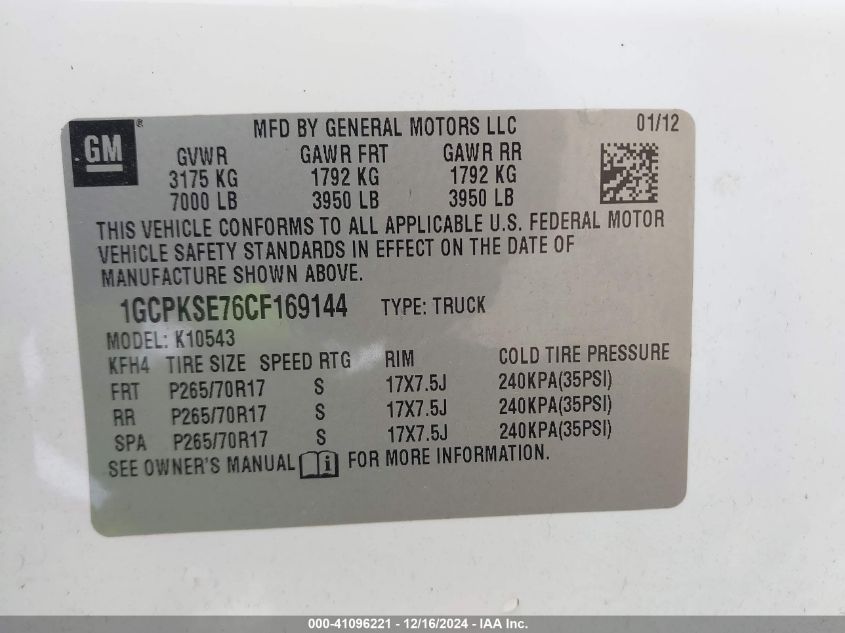 GM ® MFD BY GENERAL MOTORS LLC 01/12
GVWR GAWR FRT GAWR RR
3175 KG 1792 KG 1792 KG
7000 LB 3950 LB 3950 LB
THIS VEHICLE CONFORMS TO ALL APPLICABLE U.S. FEDERAL MOTOR
VEHICLE SAFETY STANDARDS IN EFFECT ON THE DATE OF
MANUFACTURE SHOWN ABOVE.
1GCPKSE76CF169144 TYPE: TRUCK
MODEL: K10543
KFH4 TIRE SIZE SPEED RTG RIM COLD TIRE PRESSURE
FRT P265/70R17 S 17X7.5J 240KPA(35PSI)
RR P265/70R17 S 17X7.5J 240KPA(35PSI)
SPA P265/70R17 S 17X7.5J 240KPA(35PSI)
SEE OWNER'S MANUAL i FOR MORE INFORMATION.
000-41096221 - 12/16/2024 - IAA Inc.